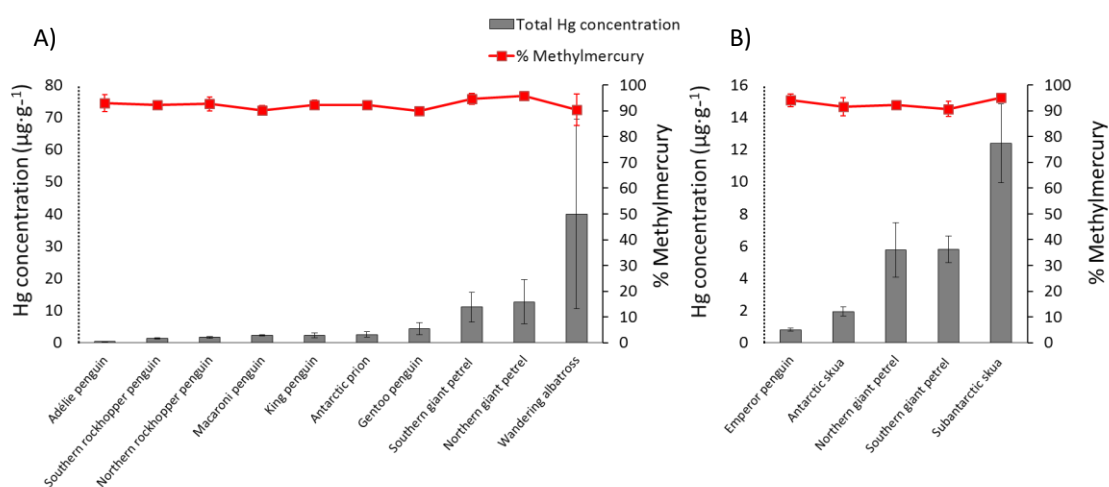 A)
Total Hg concentration
% Methylmercury
B)
Hg concentration (µg·g⁻¹)
80
70
60
50
40
30
20
10
0
100
90
80
70
60
50
40
30
20
10
0
% Methylmercury
Adélie penguin
Southern rockhopper penguin
Northern rockhopper penguin
Macaroni penguin
King penguin
Antarctic prion
Gentoo penguin
Southern giant petrel
Northern giant petrel
Wandering albatross
Hg concentration (µg·g⁻¹)
16
14
12
10
8
6
4
2
0
100
90
80
70
60
50
40
30
20
10
0
% Methylmercury
Emperor penguin
Antarctic skua
Northern giant petrel
Southern giant petrel
Subantarctic skua